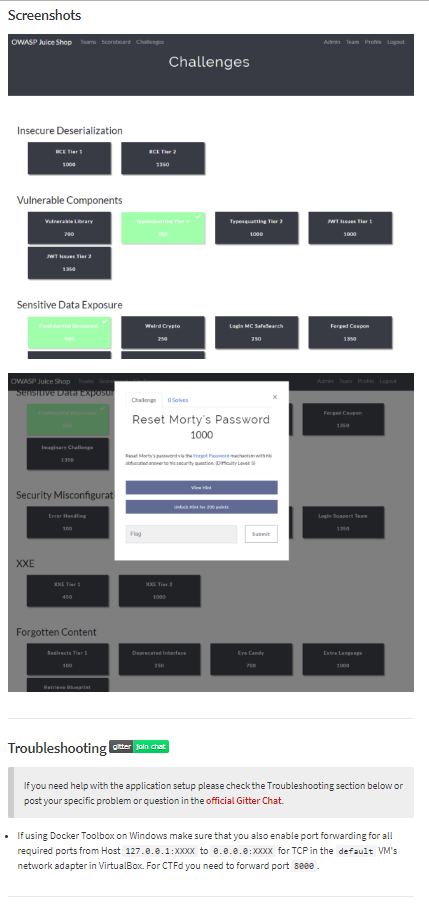 Screenshots
OWASP Juice Shop Teams Scoreboard Challenges Admin Team Profile Logout
Challenges
Insecure Deserialization
RCE Tier 1 RCE Tier 2
1000 1350
Vulnerable Components
Vulnerable Library Typosquatting Tier 1 Typosquatting Tier 2 JWT Issues Tier 1
700 700 1000 1000
JWT Issues Tier 2
1350
Sensitive Data Exposure
Confidential Document Weird Crypto Login MC SafeSearch Forged Coupon
250 250 1350
OWASP Juice Shop Teams Scoreboard Admin Team Profile Logout
Sensitive Data Exposu
Forged Coupon
1350
Imaginary Challenge
1350
Challenge 0 Solves ×
Reset Morty's Password
1000
Reset Morty's password via the Forgot Password mechanism with his
obfuscated answer to his security question. (Difficulty Level: 5)
View Hint
Unlock Hint for 200 points
Flag Submit
Security Misconfigurat
Error Handling Login Support Team
100 1350
XXE
XXE Tier 1 XXE Tier 2
450 1000
Forgotten Content
Redirects Tier 1 Deprecated Interface Eye Candy Extra Language
100 250 700 1000
Retrieve Blueprint
Troubleshooting gitter join chat
If you need help with the application setup please check the Troubleshooting section below or
post your specific problem or question in the official Gitter Chat.
• If using Docker Toolbox on Windows make sure that you also enable port forwarding for all
required ports from Host 127.0.0.1:XXXX to 0.0.0.0:XXXX for TCP in the default VM's
network adapter in VirtualBox. For CTFd you need to forward port 8000 .